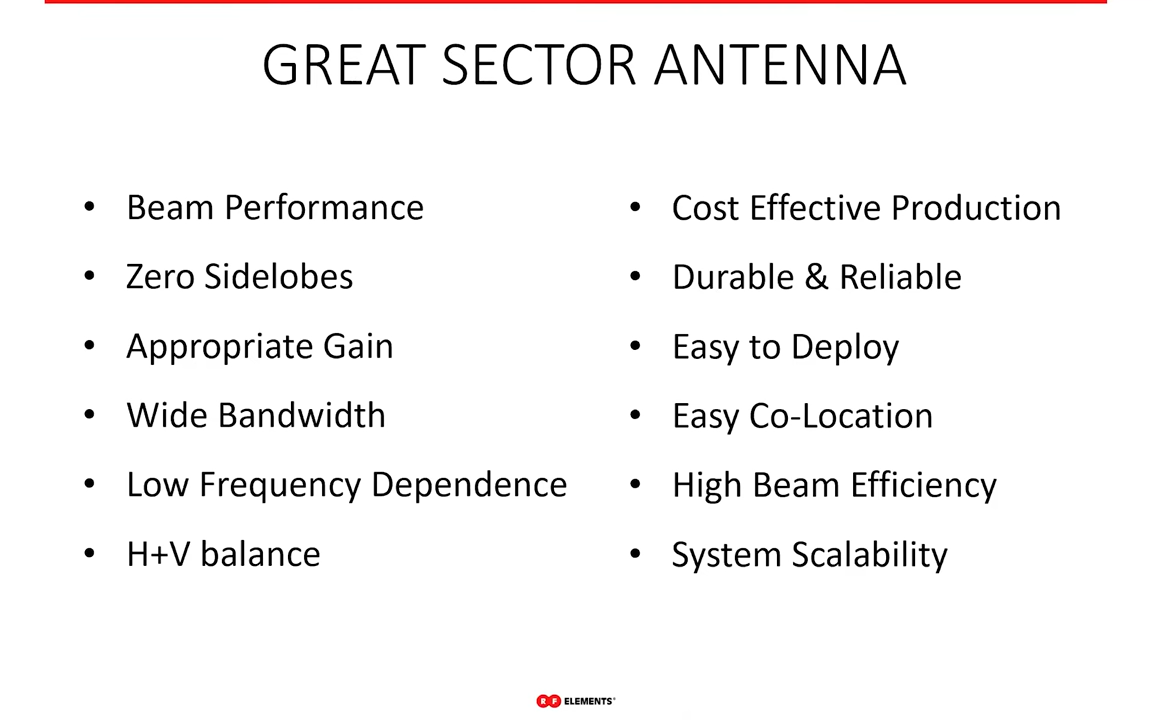 GREAT SECTOR ANTENNA
• Beam Performance
• Zero Sidelobes
• Appropriate Gain
• Wide Bandwidth
• Low Frequency Dependence
• H+V balance
• Cost Effective Production
• Durable & Reliable
• Easy to Deploy
• Easy Co-Location
• High Beam Efficiency
• System Scalability
RF ELEMENTS